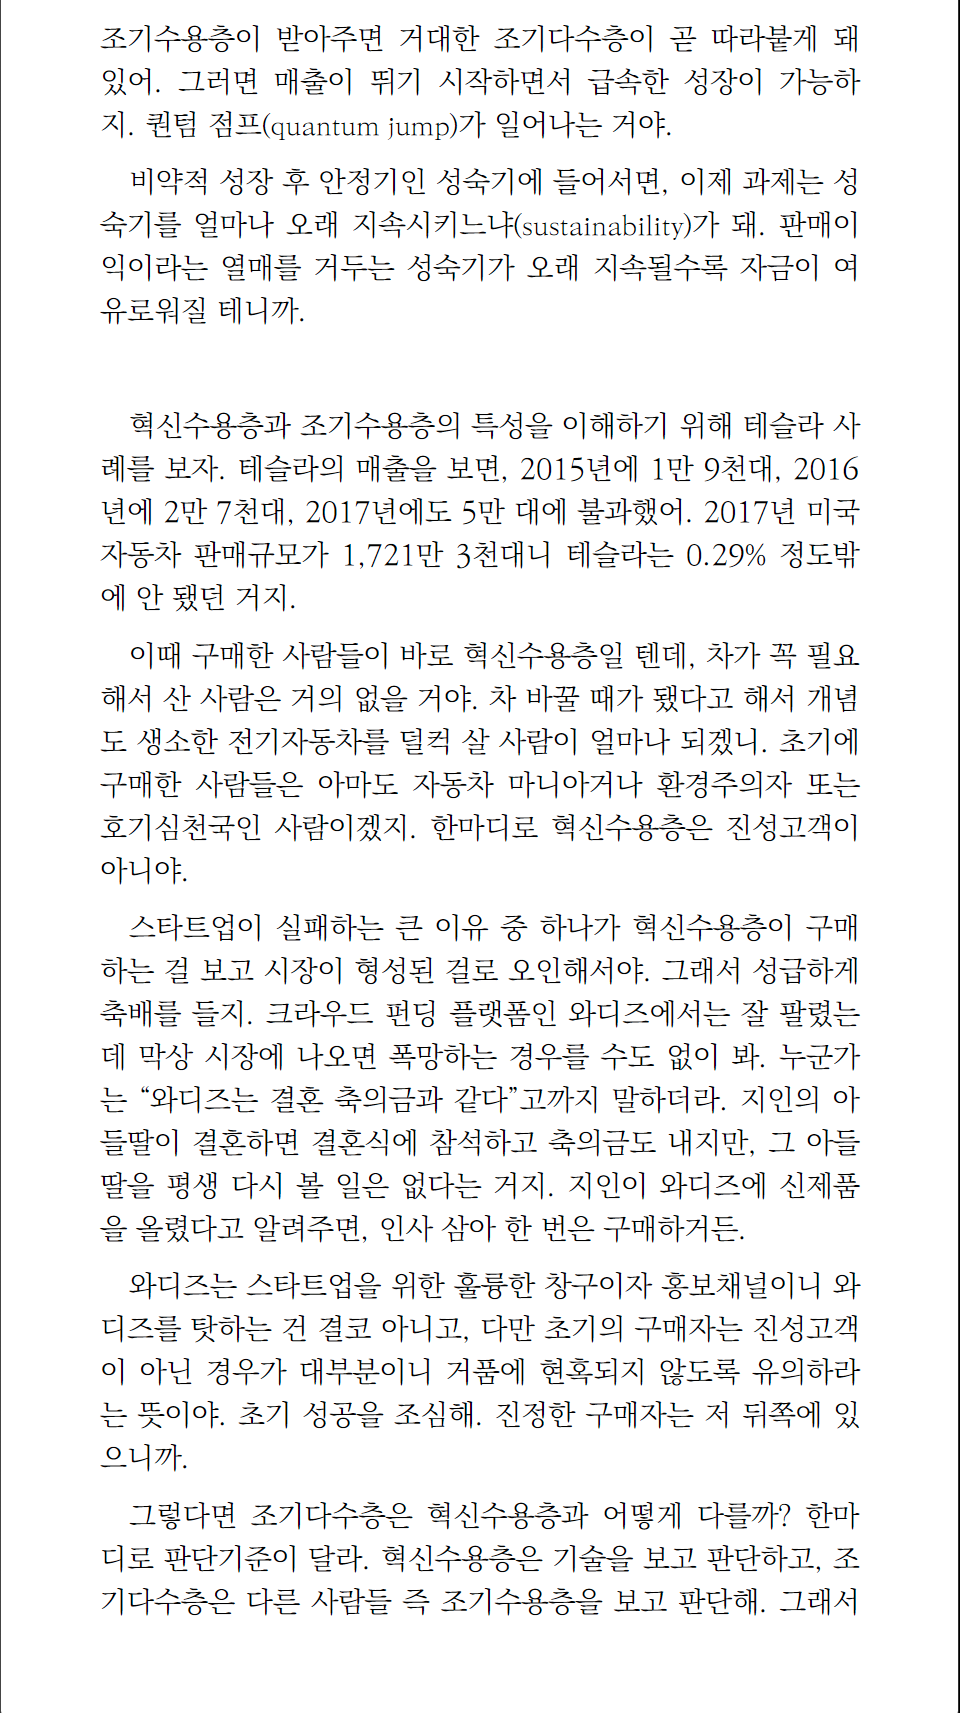 조기수용층이 받아주면 거대한 조기다수층이 곧 따라붙게 돼
있어. 그러면 매출이 뛰기 시작하면서 급속한 성장이 가능하
지. 퀀텀 점프(quantum jump)가 일어나는 거야.
비약적 성장 후 안정기인 성숙기에 들어서면, 이제 과제는 성
숙기를 얼마나 오래 지속시키느냐(sustainability)가 돼. 판매이
익이라는 열매를 거두는 성숙기가 오래 지속될수록 자금이 여
유로워질 테니까.
혁신수용층과 조기수용층의 특성을 이해하기 위해 테슬라 사
례를 보자. 테슬라의 매출을 보면, 2015년에 1만 9천대, 2016
년에 2만 7천대, 2017년에도 5만 대에 불과했어. 2017년 미국
자동차 판매규모가 1,721만 3천대니 테슬라는 0.29% 정도밖
에 안 됐던 거지.
이때 구매한 사람들이 바로 혁신수용층일 텐데, 차가 꼭 필요
해서 산 사람은 거의 없을 거야. 차 바꿀 때가 됐다고 해서 개념
도 생소한 전기자동차를 덜컥 살 사람이 얼마나 되겠니. 초기에
구매한 사람들은 아마도 자동차 마니아거나 환경주의자 또는
호기심천국인 사람이겠지. 한마디로 혁신수용층은 진성고객이
아니야.
스타트업이 실패하는 큰 이유 중 하나가 혁신수용층이 구매
하는 걸 보고 시장이 형성된 걸로 오인해서야. 그래서 성급하게
축배를 들지. 크라우드 펀딩 플랫폼인 와디즈에서는 잘 팔렸는
데 막상 시장에 나오면 폭망하는 경우를 수도 없이 봐. 누군가
는 “와디즈는 결혼 축의금과 같다”고까지 말하더라. 지인의 아
들딸이 결혼하면 결혼식에 참석하고 축의금도 내지만, 그 아들
딸을 평생 다시 볼 일은 없다는 거지. 지인이 와디즈에 신제품
을 올렸다고 알려주면, 인사 삼아 한 번은 구매하거든.
와디즈는 스타트업을 위한 훌륭한 창구이자 홍보채널이니 와
디즈를 탓하는 건 결코 아니고, 다만 초기의 구매자는 진성고객
이 아닌 경우가 대부분이니 거품에 현혹되지 않도록 유의하라
는 뜻이야. 초기 성공을 조심해. 진정한 구매자는 저 뒤쪽에 있
으니까.
그렇다면 조기다수층은 혁신수용층과 어떻게 다를까? 한마
디로 판단기준이 달라. 혁신수용층은 기술을 보고 판단하고, 조
기다수층은 다른 사람들 즉 조기수용층을 보고 판단해. 그래서